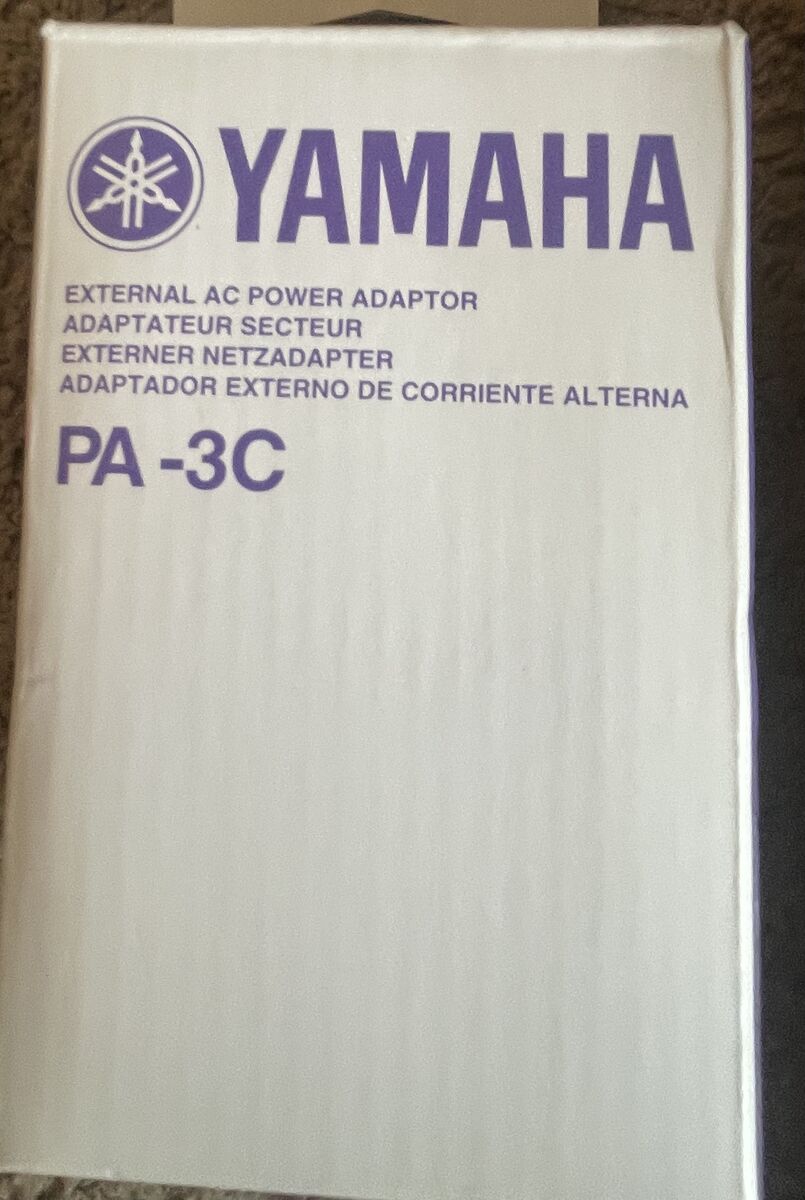 YAMAHA
EXTERNAL AC POWER ADAPTOR
ADAPTATEUR SECTEUR
EXTERNER NETZADAPTER
ADAPTADOR EXTERNO DE CORRIENTE ALTERNA
PA -3C